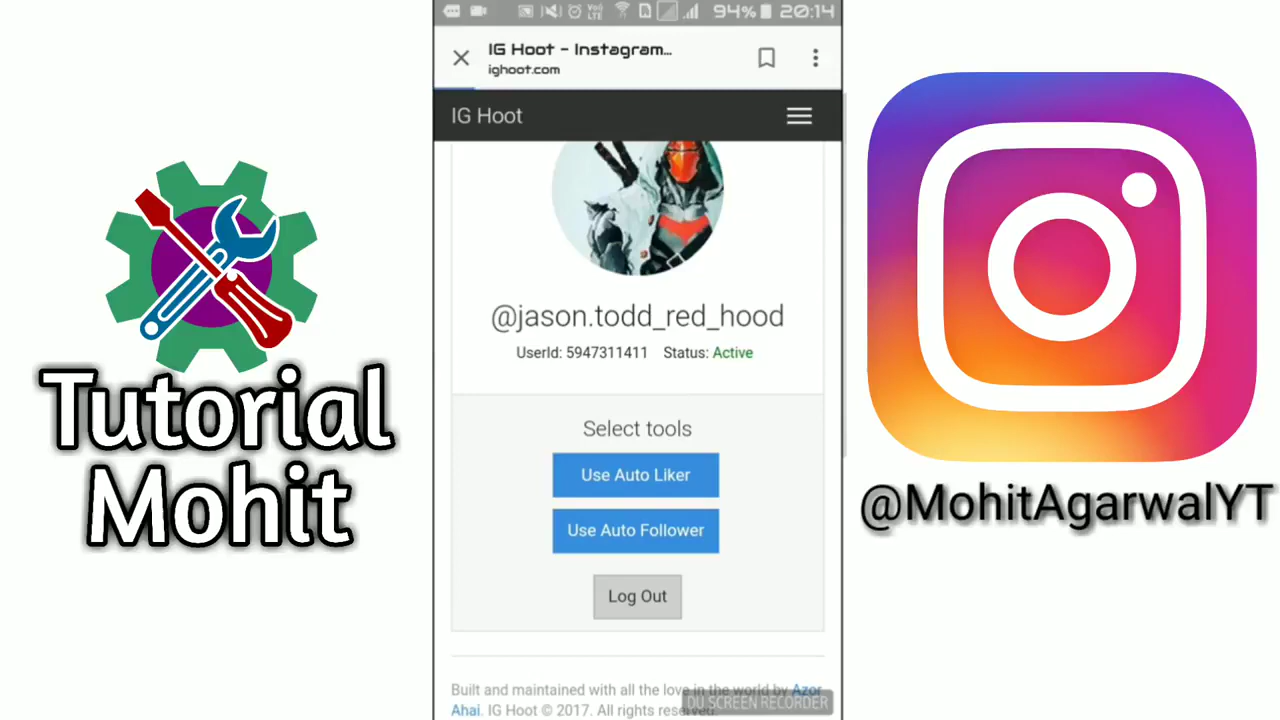 94% 20:14
IG Hoot - Instagram...
ighoot.com
IG Hoot
@jason.todd_red_hood
UserId: 5947311411 Status: Active
Select tools
Use Auto Liker
Use Auto Follower
Log Out
Built and maintained with all the love in the world by Azor
Ahai. IG Hoot © 2017. All rights reserved.
DU SCREEN RECORDER
Tutorial
Mohit
@MohitAgarwalYT